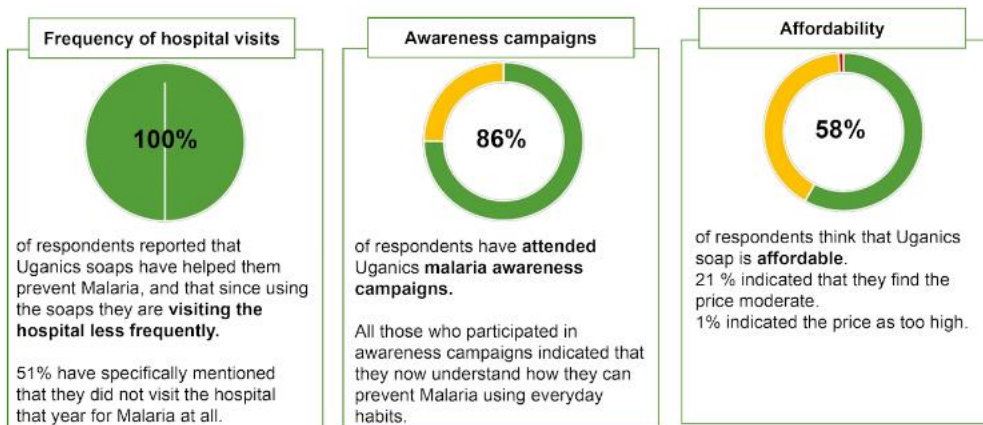 Frequency of hospital visits
100%
of respondents reported that
Uganics soaps have helped them
prevent Malaria, and that since using
the soaps they are visiting the
hospital less frequently.
51% have specifically mentioned
that they did not visit the hospital
that year for Malaria at all.
Awareness campaigns
86%
of respondents have attended
Uganics malaria awareness
campaigns.
All those who participated in
awareness campaigns indicated that
they now understand how they can
prevent Malaria using everyday
habits.
Affordability
58%
of respondents think that Uganics
soap is affordable.
21 % indicated that they find the
price moderate.
1% indicated the price as too high.